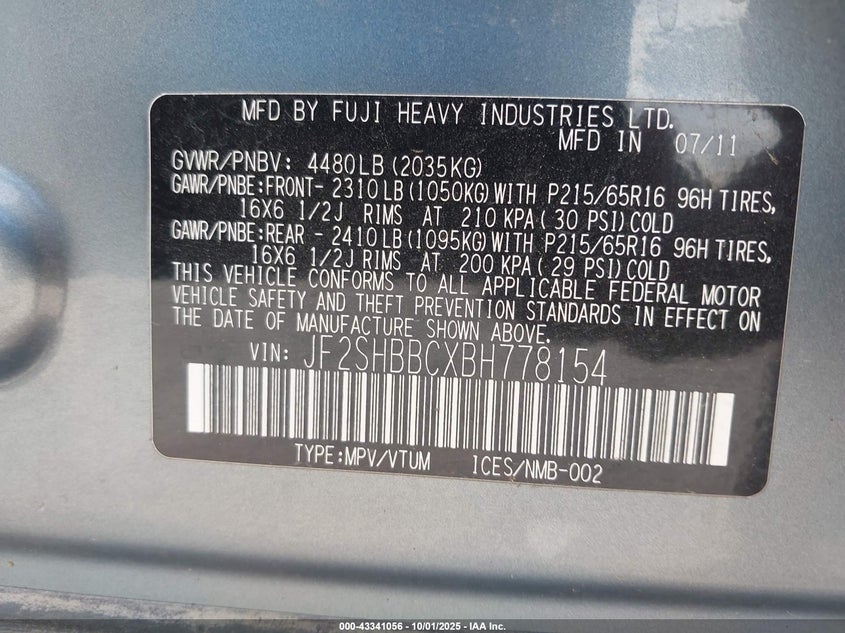 MFD BY FUJI HEAVY INDUSTRIES LTD.
MFD IN 07/11
GVWR/PNBV: 4480LB (2035KG)
GAWR/PNBE:FRONT- 2310LB (1050KG) WITH P215/65R16 96H TIRES,
16X6 1/2J RIMS AT 210 KPA (30 PSI) COLD
GAWR/PNBE:REAR - 2410LB (1095KG) WITH P215/65R16 96H TIRES,
16X6 1/2J RIMS AT 200 KPA (29 PSI) COLD
THIS VEHICLE CONFORMS TO ALL APPLICABLE FEDERAL MOTOR
VEHICLE SAFETY AND THEFT PREVENTION STANDARDS IN EFFECT ON
THE DATE OF MANUFACTURE SHOWN ABOVE.
VIN: JF2SHBBCXBH778154
TYPE:MPV/VTUM ICES/NMB-002
000-43341056 - 10/01/2025 - IAA Inc.